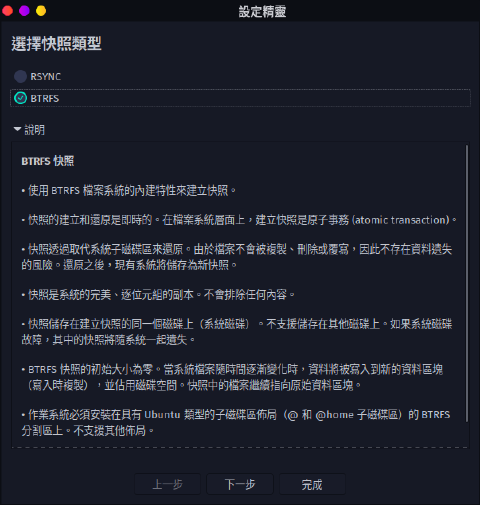 設定精靈
選擇快照類型
RSYNC
BTRFS
說明
BTRFS 快照
• 使用 BTRFS 檔案系統的內建特性來建立快照。
• 快照的建立和還原是即時的。在檔案系統層面上，建立快照是原子事務 (atomic transaction)。
• 快照透過取代系統子磁碟區來還原。由於檔案不會被複製、刪除或覆寫，因此不存在資料遺失
的風險。還原之後，現有系統將儲存為新快照。
• 快照是系統的完美、逐位元組的副本。不會排除任何內容。
• 快照儲存在建立快照的同一個磁碟上（系統磁碟）。不支援儲存在其他磁碟上。如果系統磁碟
故障，其中的快照將隨系統一起遺失。
• BTRFS 快照的初始大小為零。當系統檔案隨時間逐漸變化時，資料將被寫入到新的資料區塊
（寫入時複製），並佔用磁碟空間。快照中的檔案繼續指向原始資料區塊。
• 作業系統必須安裝在具有 Ubuntu 類型的子磁碟區佈局（@ 和 @home 子磁碟區）的 BTRFS
分割區上。不支援其他佈局。
上一步
下一步
完成